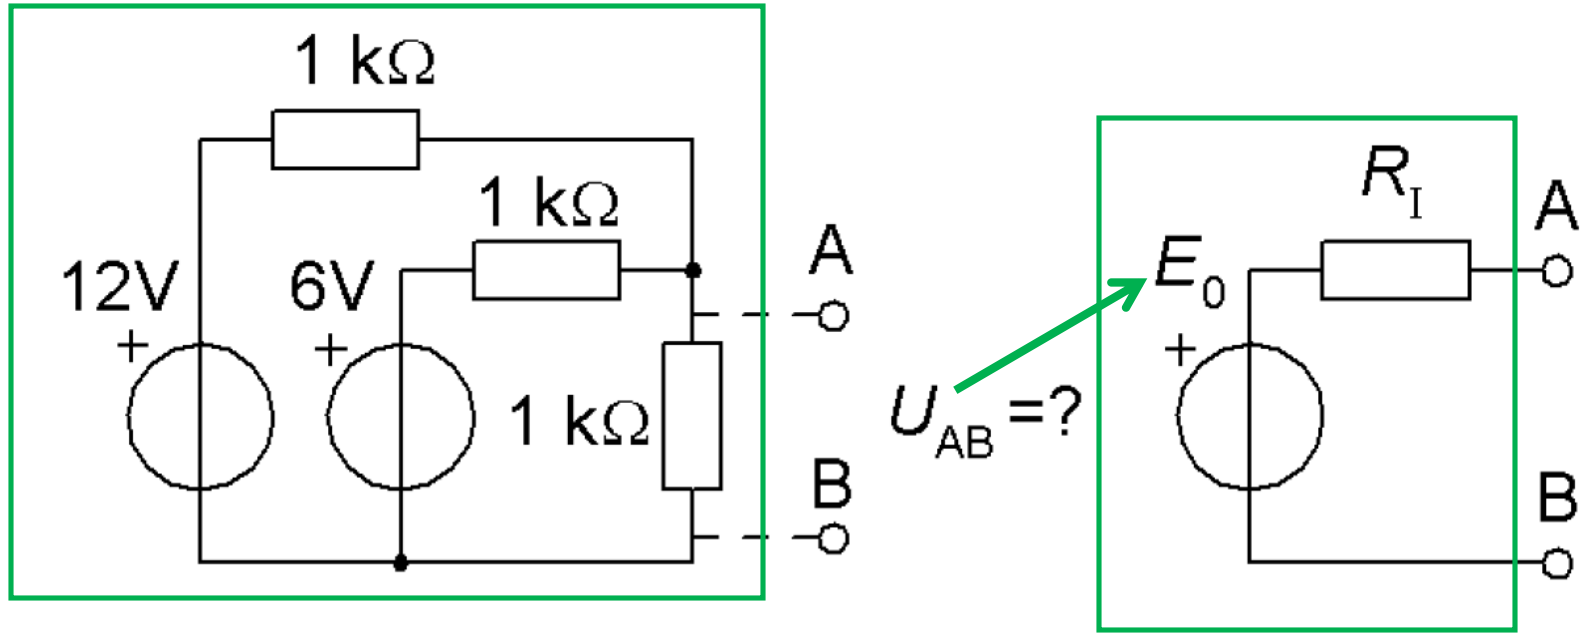 1 kΩ
1 kΩ
12V
6V
+
+
1 kΩ
A
B
U_AB =?
E_0
R_I
+
A
B